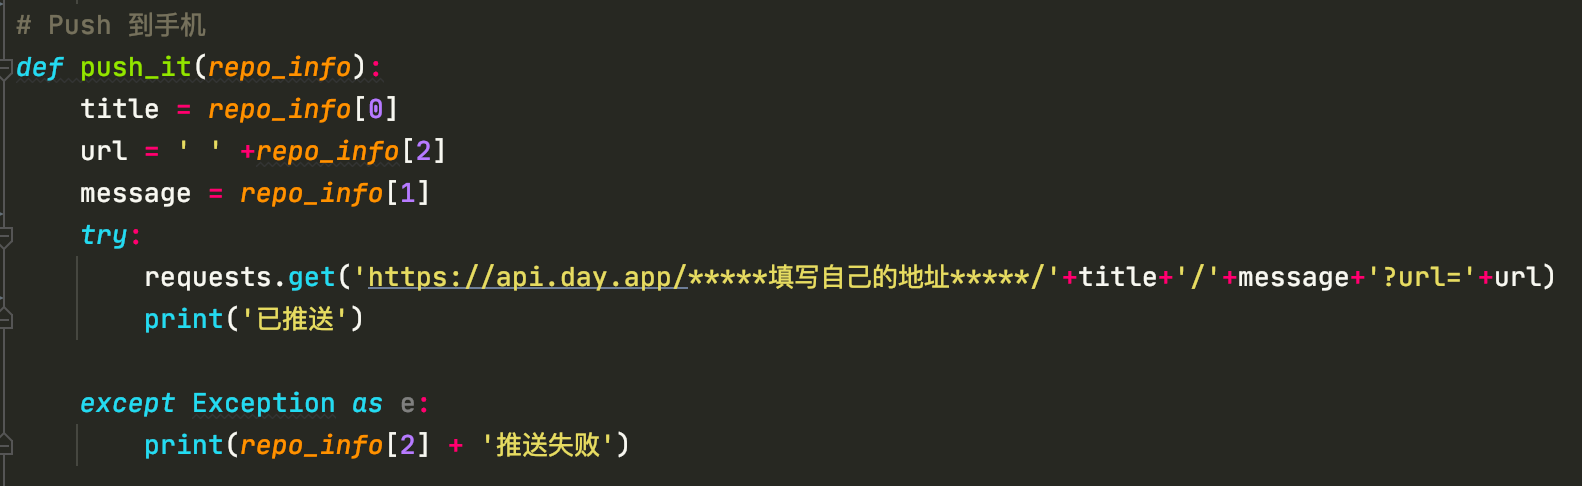 # Push 到手机
def push_it(repo_info):
    title = repo_info[0]
    url = ' ' +repo_info[2]
    message = repo_info[1]
    try:
        requests.get('https://api.day.app/*****填写自己的地址*****/'+title+'/'+message+'?url='+url)
        print('已推送')
    except Exception as e:
        print(repo_info[2] + '推送失败')